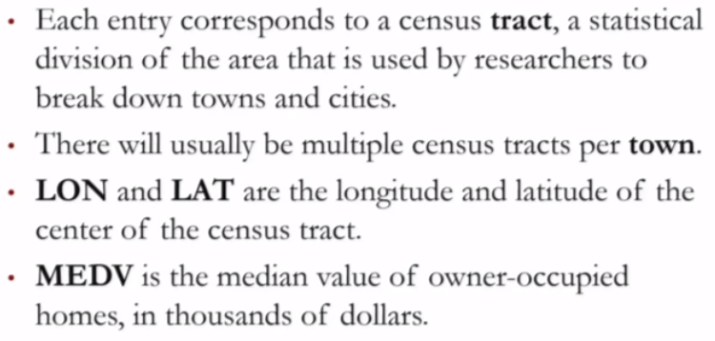 • Each entry corresponds to a census tract, a statistical
division of the area that is used by researchers to
break down towns and cities.
• There will usually be multiple census tracts per town.
• LON and LAT are the longitude and latitude of the
center of the census tract.
• MEDV is the median value of owner-occupied
homes, in thousands of dollars.